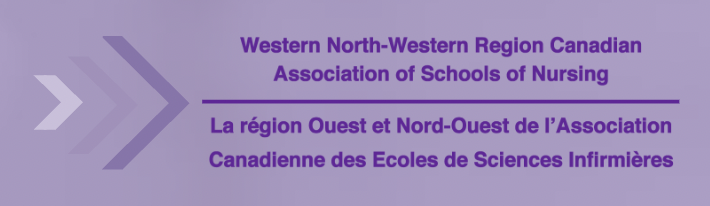 Western North-Western Region Canadian
Association of Schools of Nursing
La région Ouest et Nord-Ouest de l’Association
Canadienne des Ecoles de Sciences Infirmières